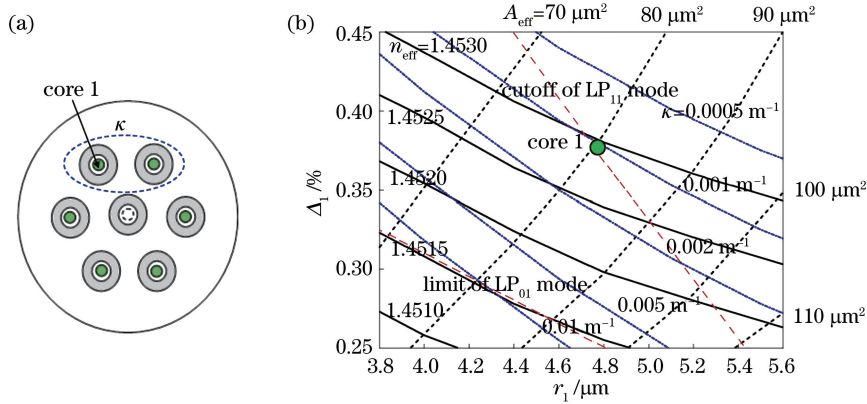 (a)
core 1
κ
(b)
A_eff=70 μm²
80 μm²
90 μm²
0.45
0.40
0.35
0.30
0.25
Δ₁/%
n_eff=1.4530
1.4525
1.4520
1.4515
1.4510
cutoff of LP₁₁ mode
κ=0.0005 m⁻¹
core 1
0.001 m⁻¹
100 μm²
0.002 m⁻¹
limit of LP₀₁ mode
0.005 m⁻¹
0.01 m⁻¹
110 μm²
3.8 4.0 4.2 4.4 4.6 4.8 5.0 5.2 5.4 5.6
r₁/μm